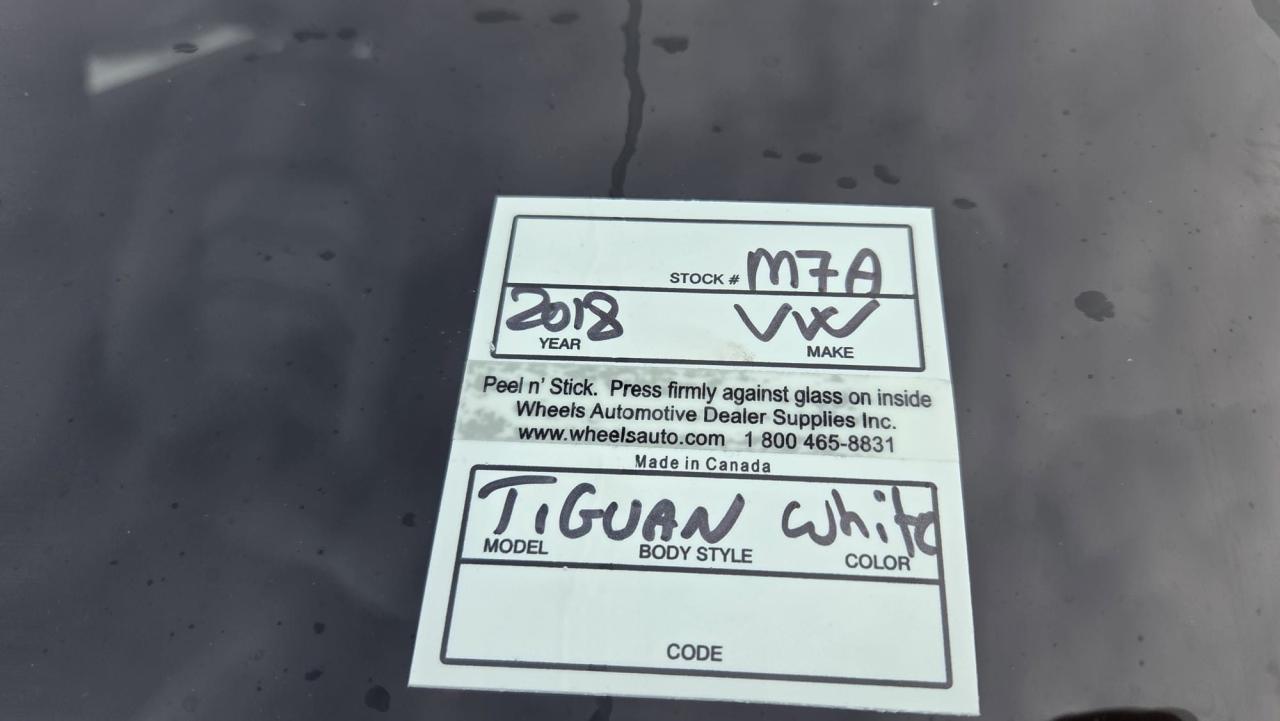 STOCK # M7A
2018 VW
YEAR MAKE
Peel n' Stick. Press firmly against glass on inside
Wheels Automotive Dealer Supplies Inc.
www.wheelsauto.com 1 800 465-8831
Made in Canada
TIGUAN White
MODEL BODY STYLE COLOR
CODE